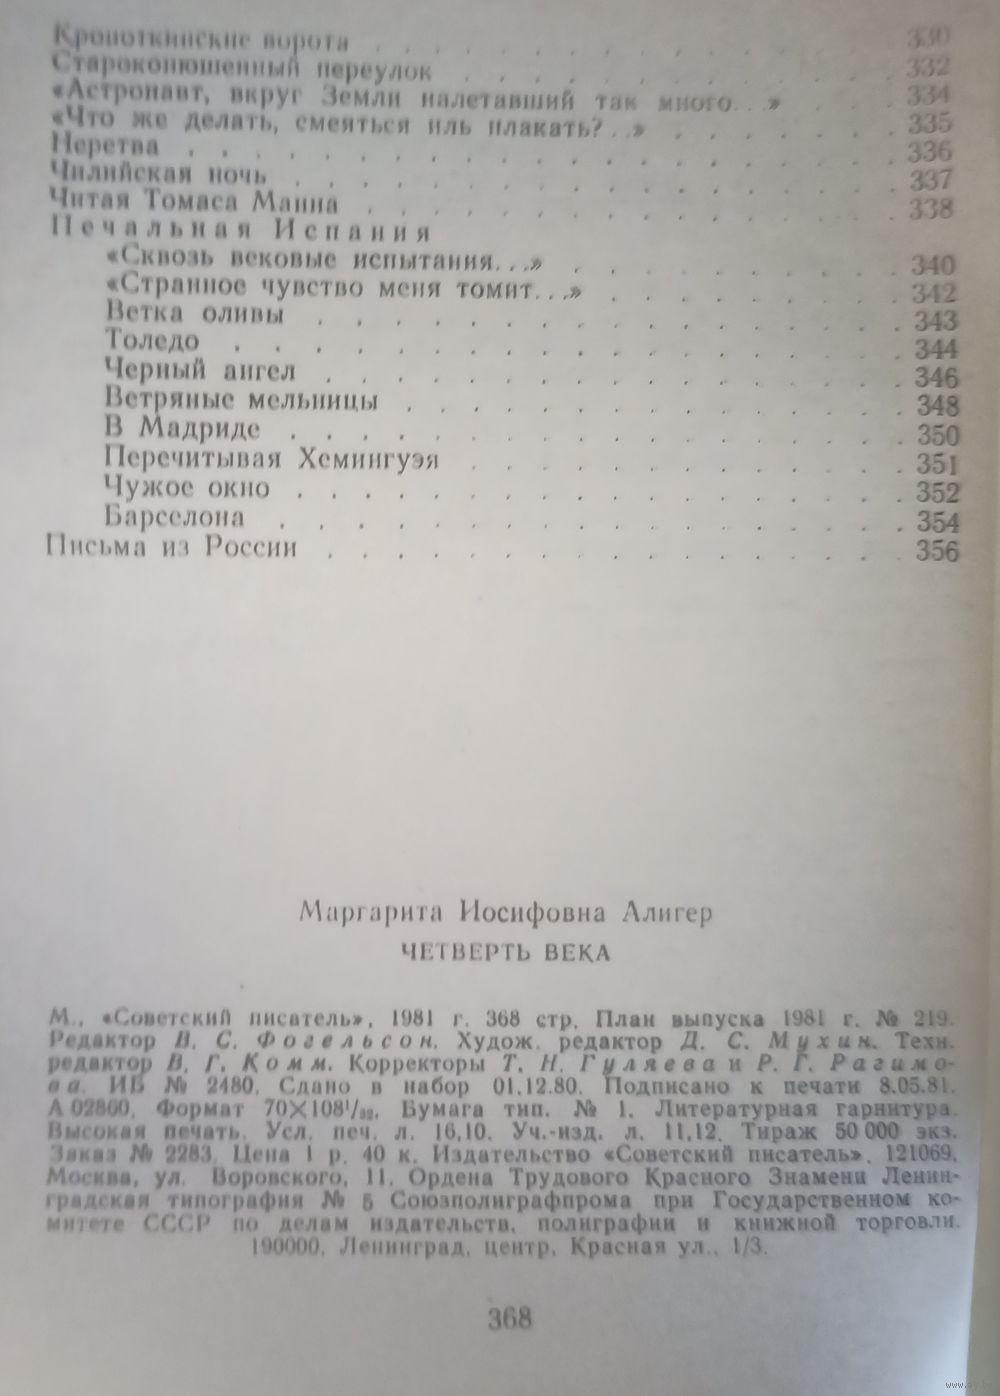 Кропоткинские ворота . . . . . . . . . . . 330
Староконюшенный переулок . . . . . . . . . 332
«Астронавт, вкруг Земли налетавший так много...» . . . 334
«Что же делать, смеяться иль плакать?..» . . . . . . . 335
Неретва . . . . . . . . . . . . . . . . . 336
Чилийская ночь . . . . . . . . . . . . . . 337
Читая Томаса Манна . . . . . . . . . . . . 338
Печальная Испания
«Сквозь вековые испытания...» . . . . . . . . 340
«Странное чувство меня томит...» . . . . . . . 342
Ветка оливы . . . . . . . . . . . . . . . 343
Толедо . . . . . . . . . . . . . . . . . 344
Черный ангел . . . . . . . . . . . . . . . 346
Ветряные мельницы . . . . . . . . . . . . . 348
В Мадриде . . . . . . . . . . . . . . . . 350
Перечитывая Хемингуэя . . . . . . . . . . . 351
Чужое окно . . . . . . . . . . . . . . . . 352
Барселона . . . . . . . . . . . . . . . . 354
Письма из России . . . . . . . . . . . . . . 356
Маргарита Иосифовна Алигер
ЧЕТВЕРТЬ ВЕКА
М., «Советский писатель», 1981 г. 368 стр. План выпуска 1981 г. № 219.
Редактор В. С. Фогельсон. Худож. редактор Д. С. Мухин. Техн.
редактор В. Г. Комм. Корректоры Т. Н. Гуляева и Р. Г. Рагимо-
ва. ИБ № 2480. Сдано в набор 01.12.80. Подписано к печати 8.05.81.
А 02860. Формат 70×108¹/₃₂. Бумага тип. № 1. Литературная гарнитура.
Высокая печать. Усл. печ. л. 16,10. Уч.-изд. л. 11,12. Тираж 50 000 экз.
Заказ № 2283. Цена 1 р. 40 к. Издательство «Советский писатель». 121069,
Москва, ул. Воровского, 11. Ордена Трудового Красного Знамени Ленин-
градская типография № 5 Союзполиграфпрома при Государственном ко-
митете СССР по делам издательств, полиграфии и книжной торговли.
190000, Ленинград, центр, Красная ул., 1/3.
368